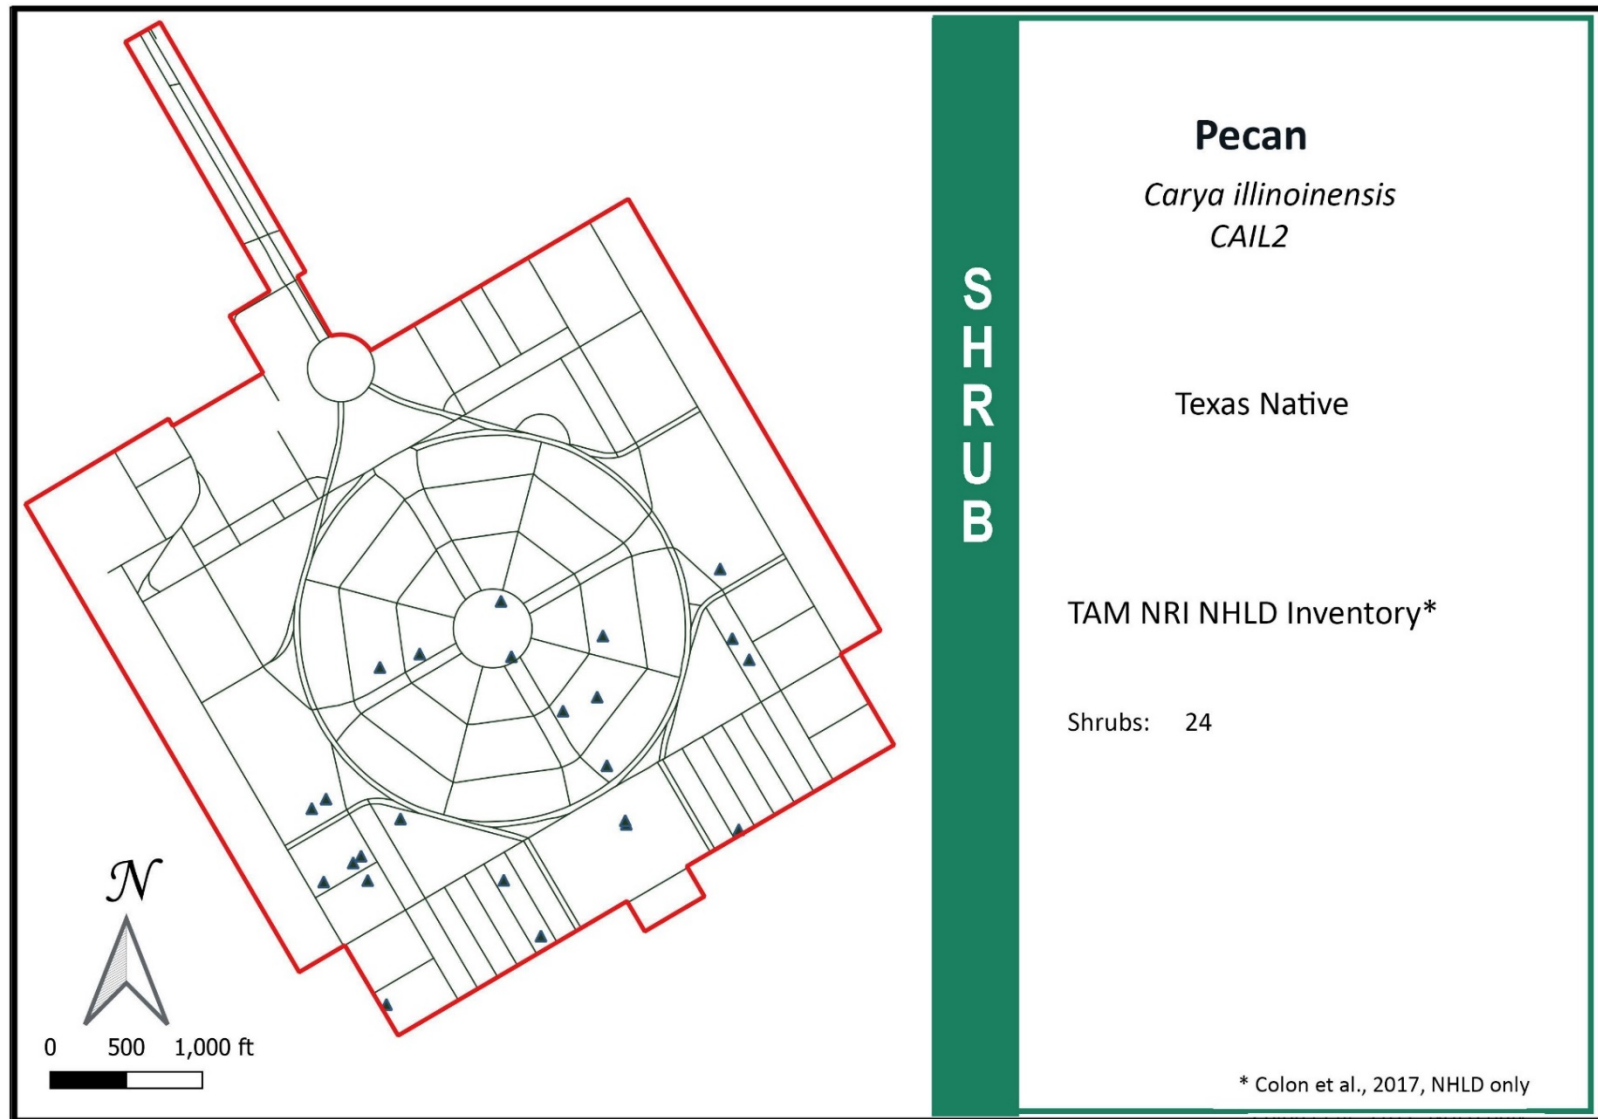 Pecan
Carya illinoinensis
CAIL2
SHRUB
Texas Native
TAM NRI NHLD Inventory*
Shrubs: 24
N
0 500 1,000 ft
* Colon et al., 2017, NHLD only